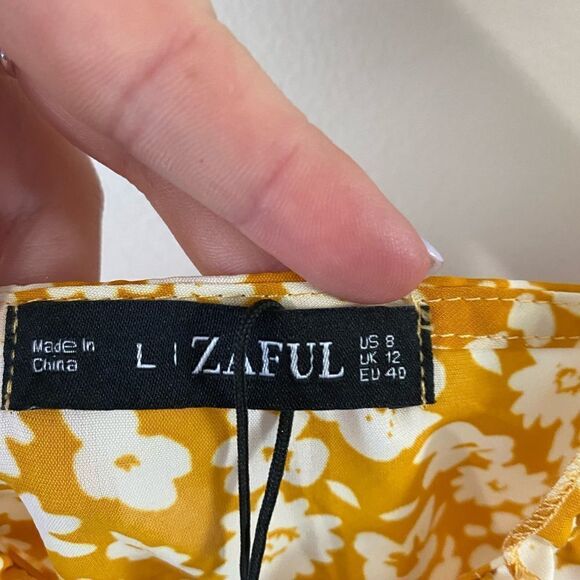 Made In
China
L | ZAFUL
US 8
UK 12
EU 40